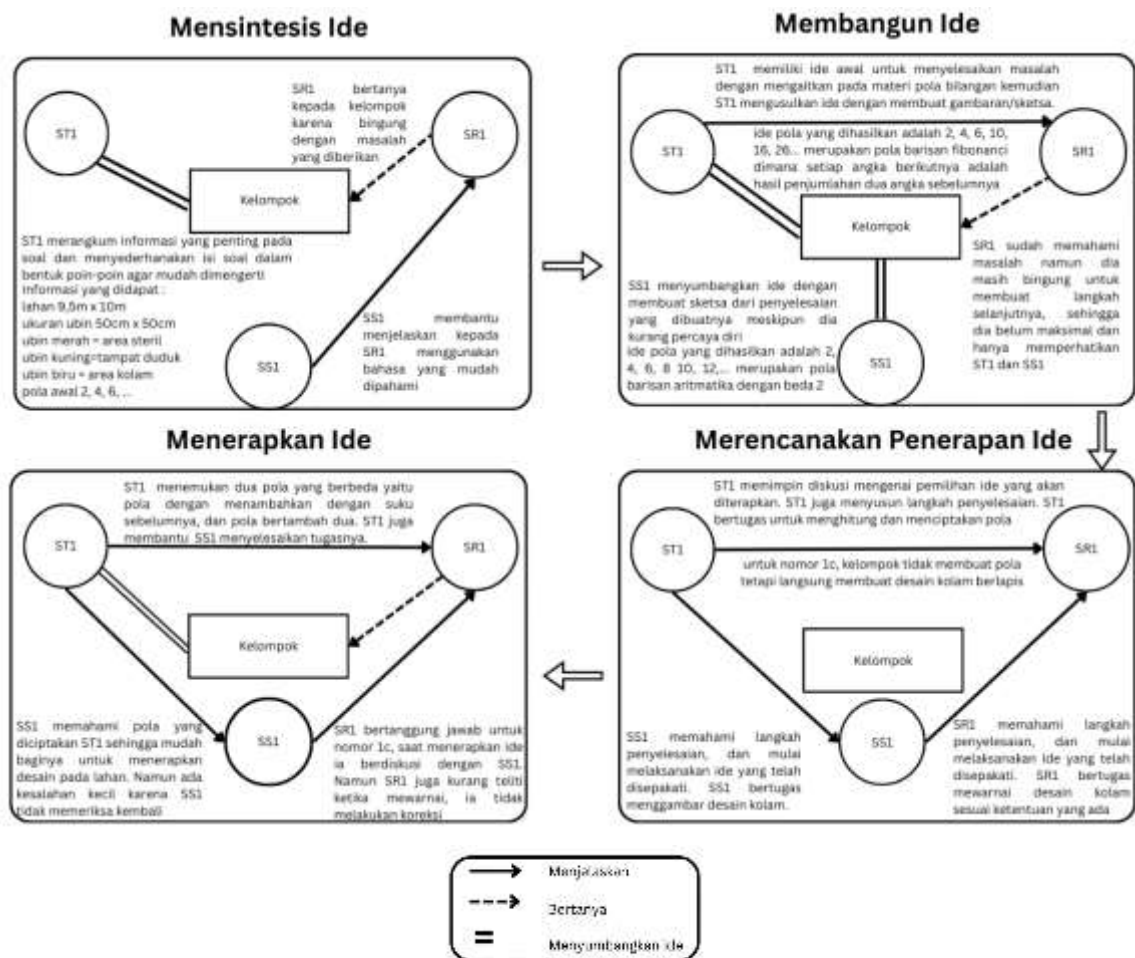 Mensintesis Ide
ST1
SR1 bertanya
kepada kelompok
karena bingung
dengan masalah
yang diberikan
SR1
Kelompok
ST1 merangkum informasi yang penting pada
soal dan menyederhanakan isi soal dalam
bentuk poin-poin agar mudah dimengerti
informasi yang didapat :
lahan 9,5m x 10m
ukuran ubin 50cm x 50cm
ubin merah = area steril
ubin kuning=tampat duduk
ubin biru = area kolam
pola awal 2, 4, 6, ...
SS1
SS1 membantu
menjelaskan kepada
SR1 menggunakan
bahasa yang mudah
dipahami
Membangun Ide
ST1 memiliki ide awal untuk menyelesaikan masalah
dengan mengaitkan pada materi pola bilangan kemudian
ST1 mengusulkan ide dengan membuat gambaran/sketsa.
ST1
ide pola yang dihasilkan adalah 2, 4, 6, 10,
16, 26... merupakan pola barisan fibonanci
dimana setiap angka berikutnya adalah
hasil penjumlahan dua angka sebelumnya
SR1
Kelompok
SS1 menyumbangkan ide dengan
membuat sketsa dari penyelesaian
yang dibuatnya meskipun dia
kurang percaya diri
ide pola yang dihasilkan adalah 2,
4, 6, 8 10, 12,... merupakan pola
barisan aritmatika dengan beda 2
SS1
SR1 sudah memahami
masalah namun dia
masih bingung untuk
membuat langkah
selanjutnya, sehingga
dia belum maksimal dan
hanya memperhatikan
ST1 dan SS1
Menerapkan Ide
ST1 menemukan dua pola yang berbeda yaitu
pola dengan menambahkan dengan suku
sebelumnya, dan pola bertambah dua. ST1 juga
membantu SS1 menyelesaikan tugasnya.
ST1
SR1
Kelompok
SS1 memahami pola yang
diciptakan ST1 sehingga mudah
baginya untuk menerapkan
desain pada lahan. Namun ada
kesalahan kecil karena SS1
tidak memeriksa kembali
SS1
SR1 bertanggung jawab untuk
nomor 1c, saat menerapkan ide
ia berdiskusi dengan SS1.
Namun SR1 juga kurang teliti
ketika mewarnai, ia tidak
melakukan koreksi
Merencanakan Penerapan Ide
ST1 memimpin diskusi mengenai pemilihan ide yang akan
diterapkan. ST1 juga menyusun langkah penyelesaian. ST1
bertugas untuk menghitung dan menciptakan pola
ST1
untuk nomor 1c, kelompok tidak membuat pola
tetapi langsung membuat desain kolam berlapis
SR1
Kelompok
SS1 memahami langkah
penyelesaian, dan mulai
melaksanakan ide yang telah
disepakati. SS1 bertugas
menggambar desain kolam.
SS1
SR1 memahami langkah
penyelesaian, dan mulai
melaksanakan ide yang telah
disepakati. SR1 bertugas
mewarnai desain kolam
sesuai ketentuan yang ada
Menjelaskan
Bertanya
Menyumbangkan Ide